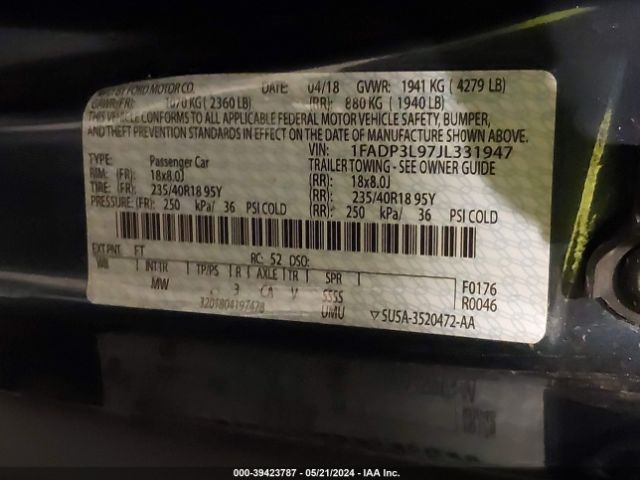 MFD BY FORD MOTOR CO. DATE: 04/18 GVWR: 1941 KG ( 4279 LB)
GAWR(FR): 1070 KG ( 2360 LB) (RR): 880 KG ( 1940 LB)
THIS VEHICLE CONFORMS TO ALL APPLICABLE FEDERAL MOTOR VEHICLE SAFETY, BUMPER,
AND THEFT PREVENTION STANDARDS IN EFFECT ON THE DATE OF MANUFACTURE SHOWN ABOVE.
VIN: 1FADP3L97JL331947
TYPE: Passenger Car TRAILER TOWING - SEE OWNER GUIDE
RIM: (FR): 18x8.0J (RR): 18x8.0J
TIRE: (FR): 235/40R18 95Y (RR): 235/40R18 95Y
PRESSURE: (FR): 250 kPa/ 36 PSI COLD (RR): 250 kPa/ 36 PSI COLD
EXT PNT: FT RC: 52 DSO:
WB INT TR TP/PS R AXLE TR SPR F0176
MW 3 CA V SSSS R0046
3201804197478 UMU ▽5U5A-3520472-AA
000-39423787 - 05/21/2024 - IAA Inc.